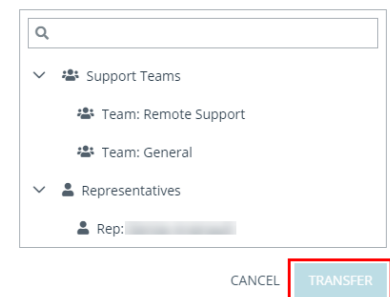 Support Teams
Team: Remote Support
Team: General
Representatives
Rep:
CANCEL TRANSFER